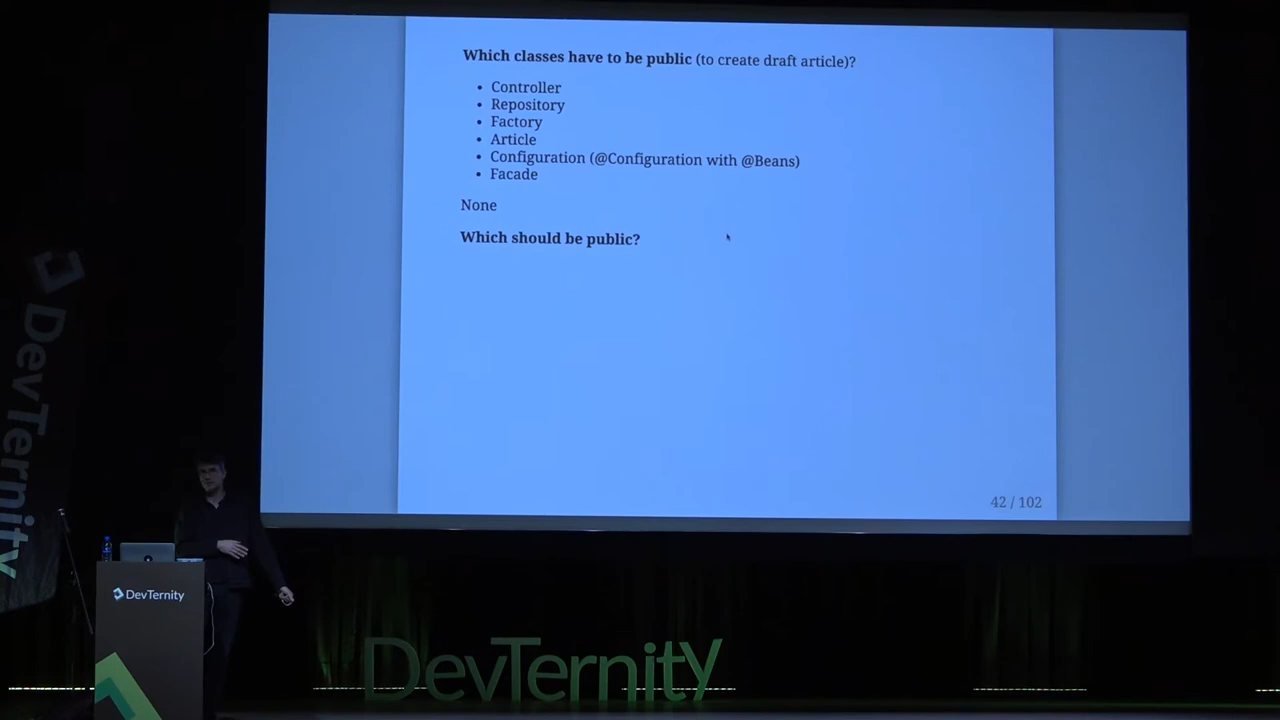 Which classes have to be public (to create draft article)?
• Controller
• Repository
• Factory
• Article
• Configuration (@Configuration with @Beans)
• Facade
None
Which should be public?
42 / 102
DevTernity
DevTernity
DevTernity